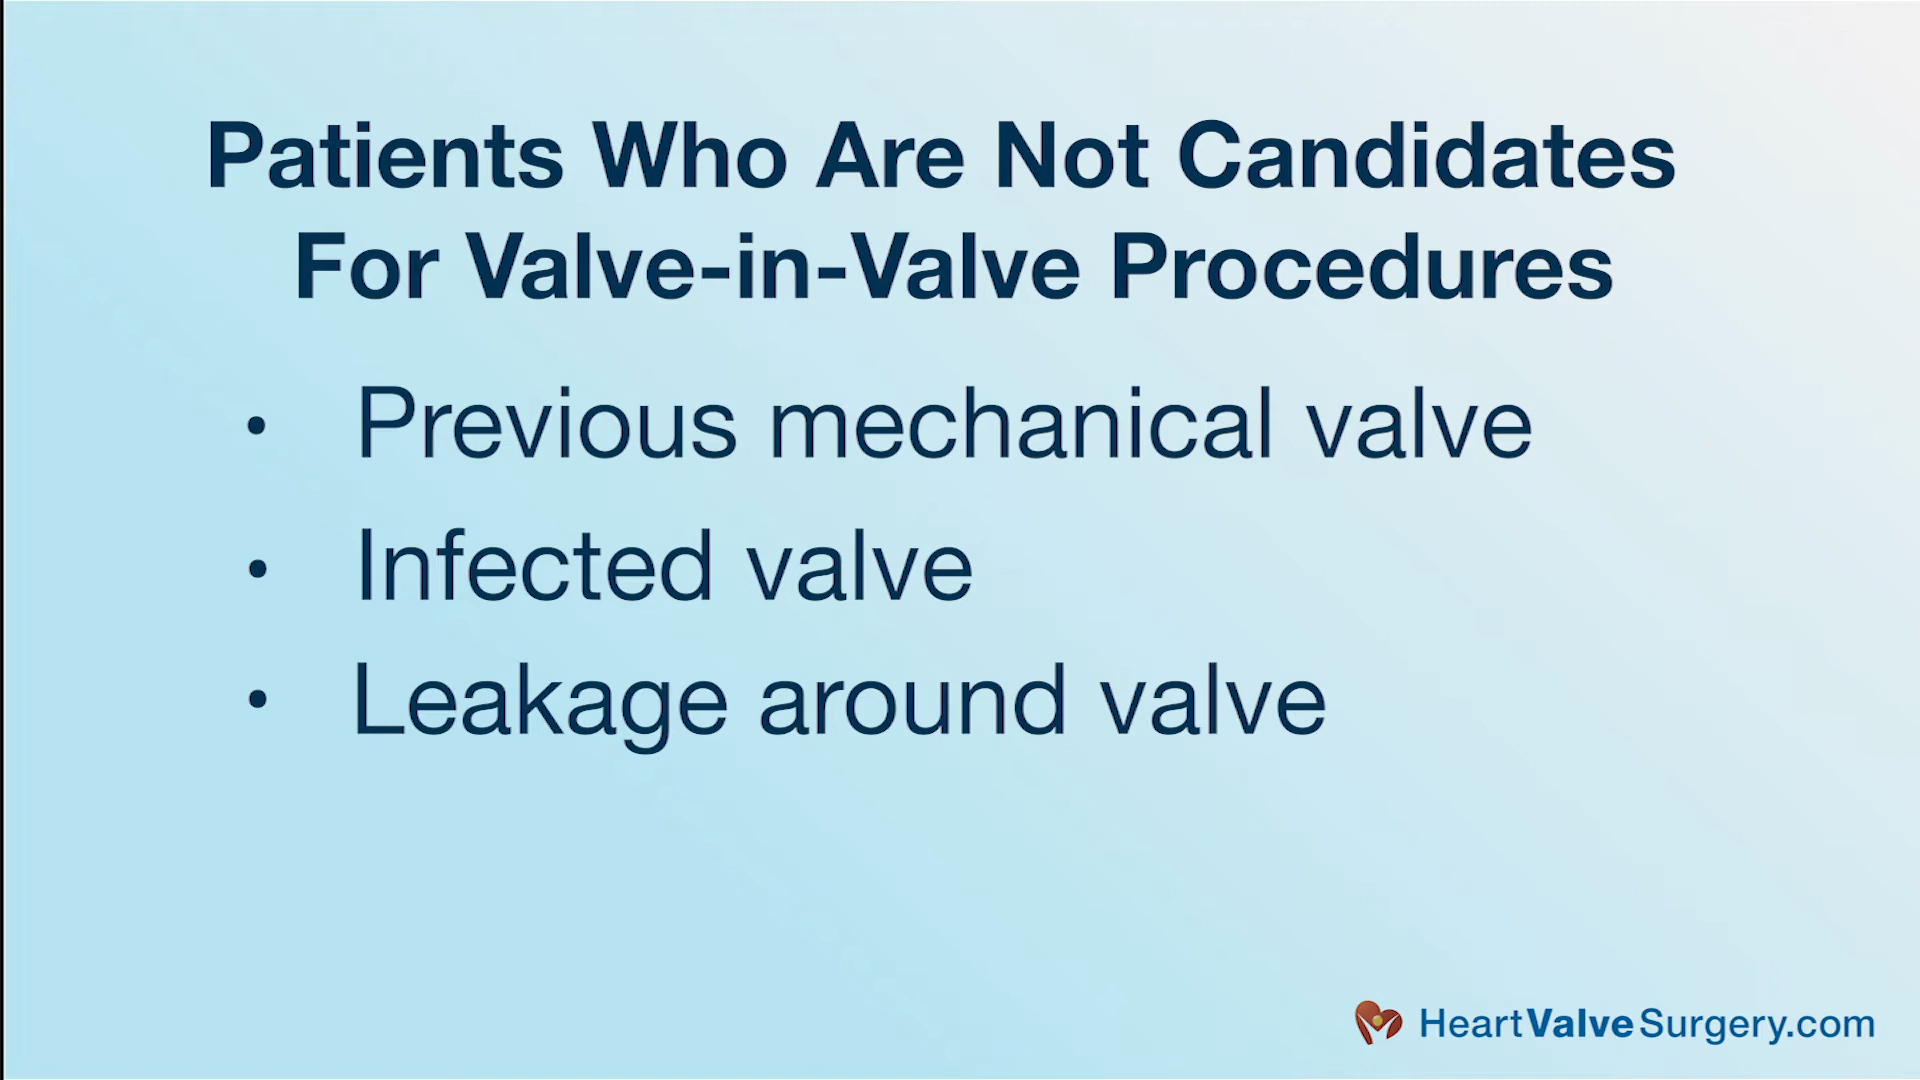 Patients Who Are Not Candidates
For Valve-in-Valve Procedures
• Previous mechanical valve
• Infected valve
• Leakage around valve
HeartValveSurgery.com